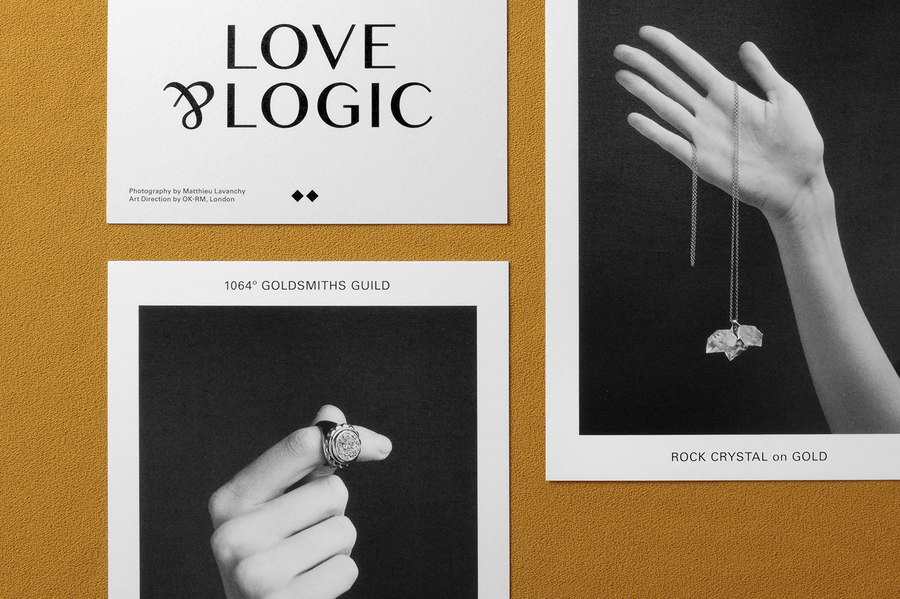 LOVE
& LOGIC
Photography by Matthieu Lavanchy
Art Direction by OK-RM, London
1064° GOLDSMITHS GUILD
ROCK CRYSTAL on GOLD